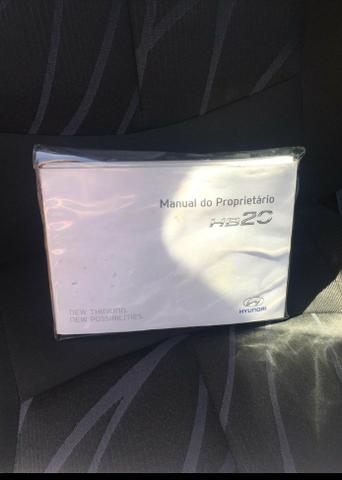 Manual do Proprietário
HB20
NEW THINKING.
NEW POSSIBILITIES.
HYUNDAI